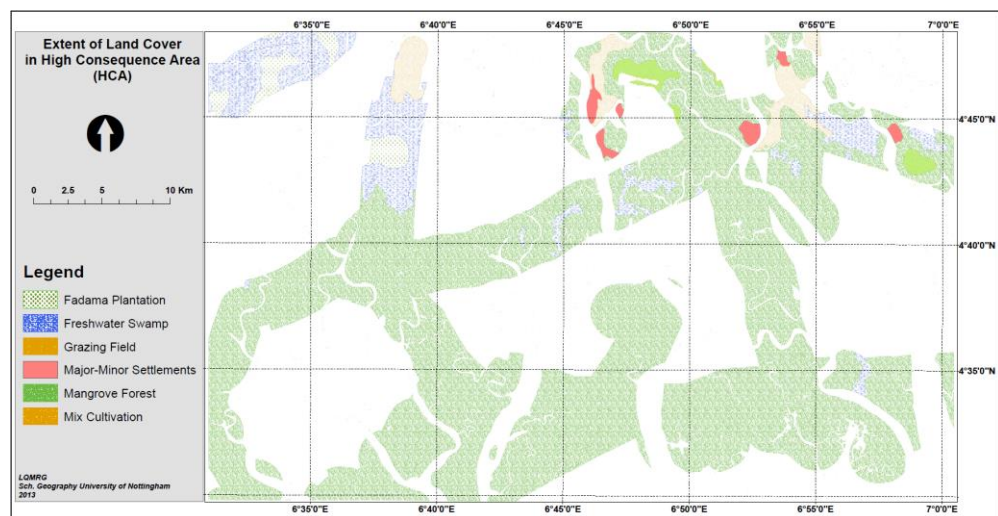 Extent of Land Cover
in High Consequence Area
(HCA)
0 2.5 5 10 Km
Legend
Fadama Plantation
Freshwater Swamp
Grazing Field
Major-Minor Settlements
Mangrove Forest
Mix Cultivation
LQMRG
Sch. Geography University of Nottingham
2013
6°35'0"E 6°40'0"E 6°45'0"E 6°50'0"E 6°55'0"E 7°0'0"E
4°45'0"N
4°40'0"N
4°35'0"N
6°35'0"E 6°40'0"E 6°45'0"E 6°50'0"E 6°55'0"E 7°0'0"E